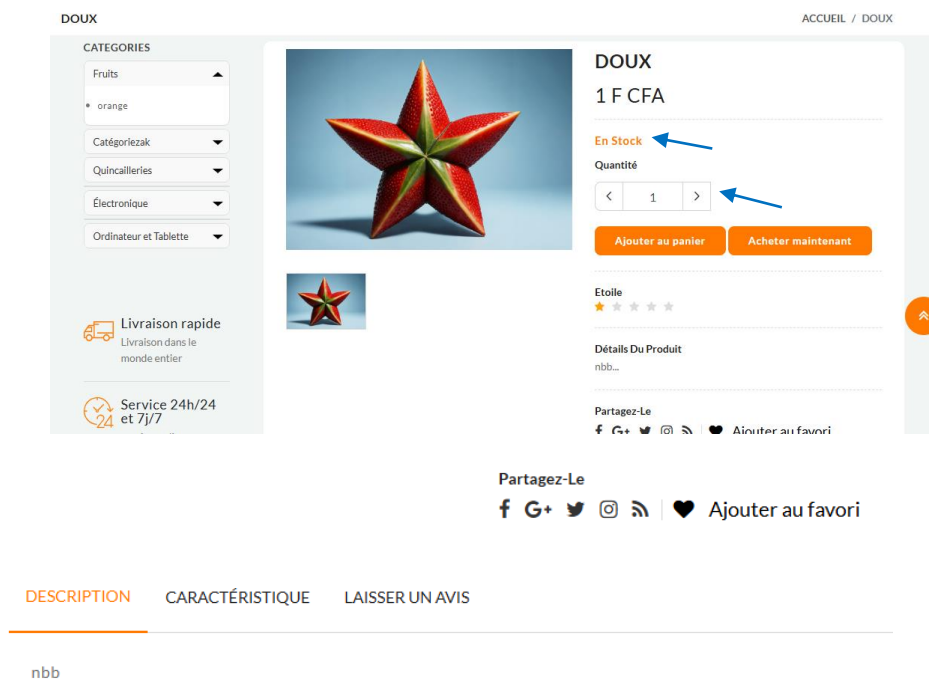 DOUX
ACCUEIL / DOUX
CATEGORIES
Fruits
orange
Catégoriezak
Quincailleries
Électronique
Ordinateur et Tablette
Livraison rapide
Livraison dans le
monde entier
Service 24h/24
et 7j/7
24
DOUX
1 F CFA
En Stock
Quantité
1
Ajouter au panier
Acheter maintenant
Etoile
Détails Du Produit
nbb...
Partagez-Le
Ajouter au favori
Partagez-Le
Ajouter au favori
DESCRIPTION
CARACTÉRISTIQUE
LAISSER UN AVIS
nbb